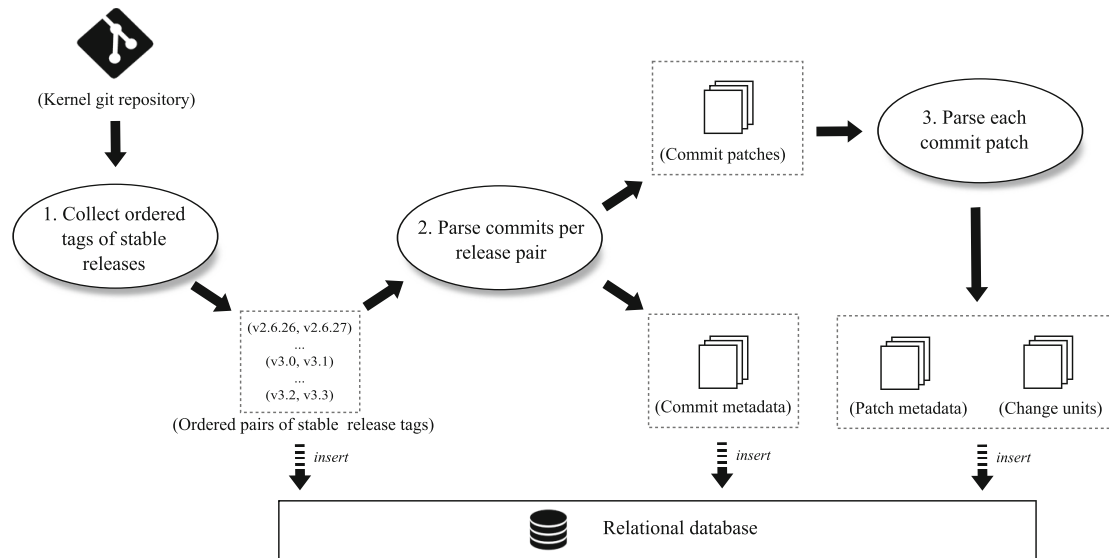 (Kernel git repository)
1. Collect ordered
tags of stable
releases
(v2.6.26, v2.6.27)
...
(v3.0, v3.1)
...
(v3.2, v3.3)
(Ordered pairs of stable release tags)
2. Parse commits per
release pair
(Commit patches)
3. Parse each
commit patch
(Commit metadata)
(Patch metadata)
(Change units)
insert
insert
insert
Relational database